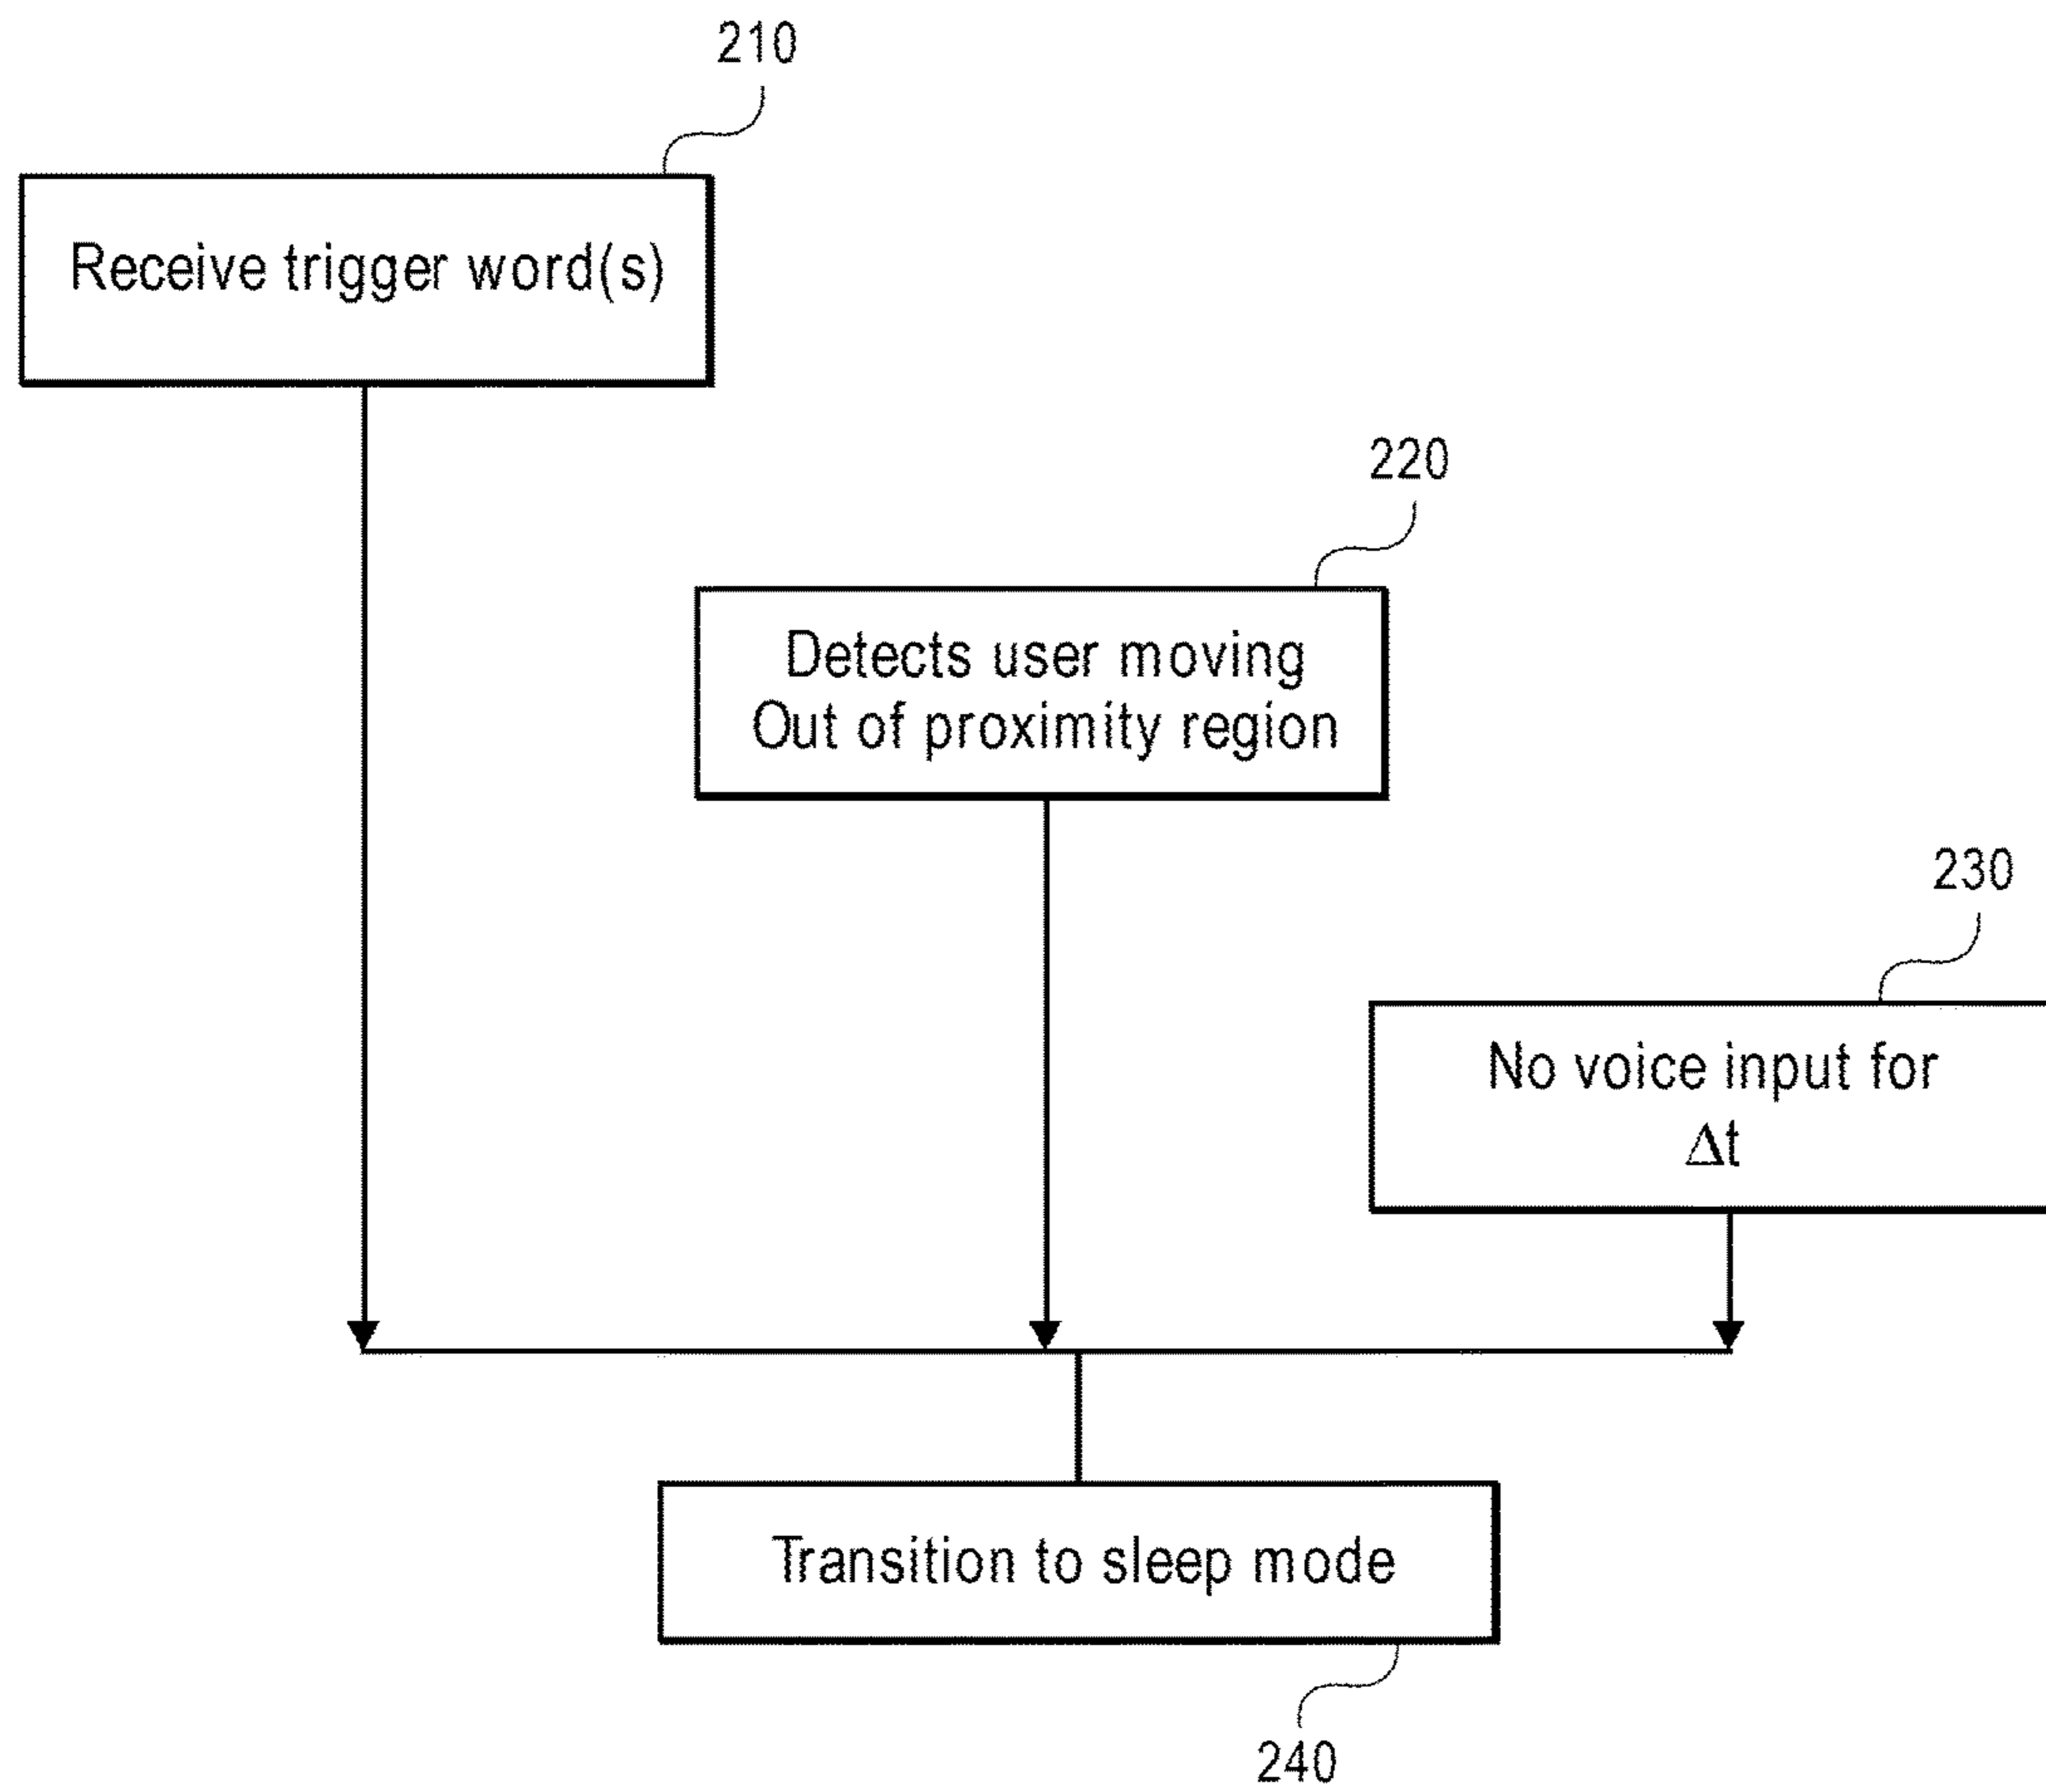 210
Receive trigger word(s)
220
Detects user moving
Out of proximity region
230
No voice input for
Δt
Transition to sleep mode
240